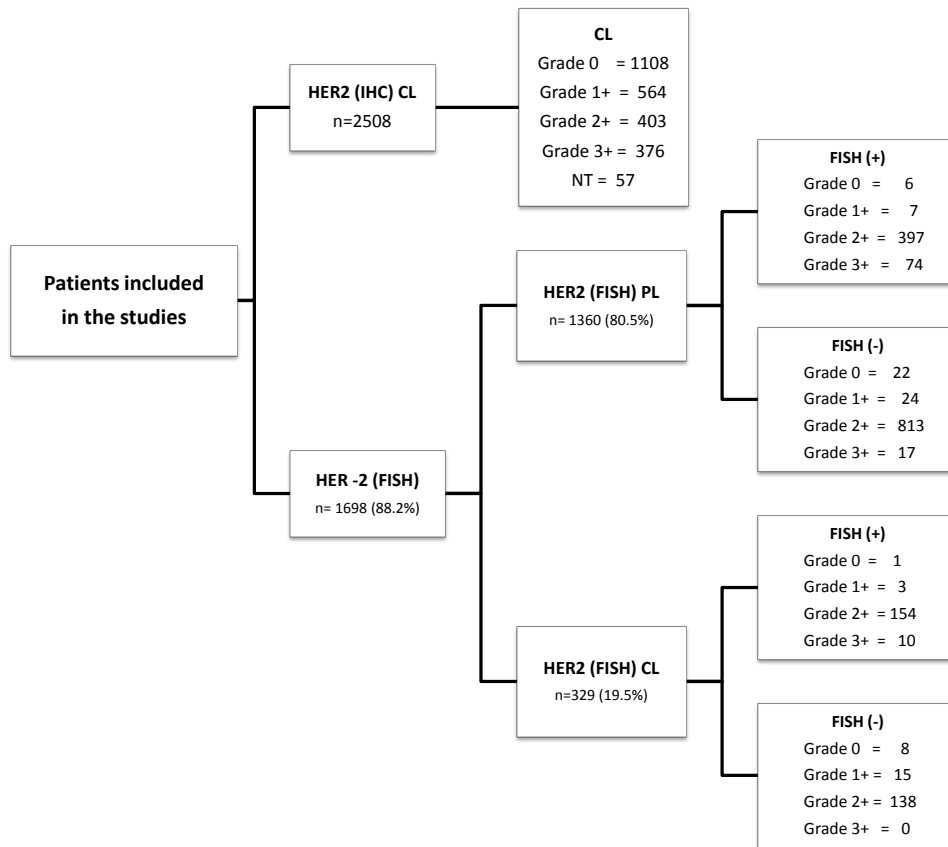 Patients included
in the studies
HER2 (IHC) CL
n=2508
CL
Grade 0 = 1108
Grade 1+ = 564
Grade 2+ = 403
Grade 3+ = 376
NT = 57
HER -2 (FISH)
n= 1698 (88.2%)
HER2 (FISH) PL
n= 1360 (80.5%)
FISH (+)
Grade 0 = 6
Grade 1+ = 7
Grade 2+ = 397
Grade 3+ = 74
FISH (-)
Grade 0 = 22
Grade 1+ = 24
Grade 2+ = 813
Grade 3+ = 17
HER2 (FISH) CL
n=329 (19.5%)
FISH (+)
Grade 0 = 1
Grade 1+ = 3
Grade 2+ = 154
Grade 3+ = 10
FISH (-)
Grade 0 = 8
Grade 1+ = 15
Grade 2+ = 138
Grade 3+ = 0